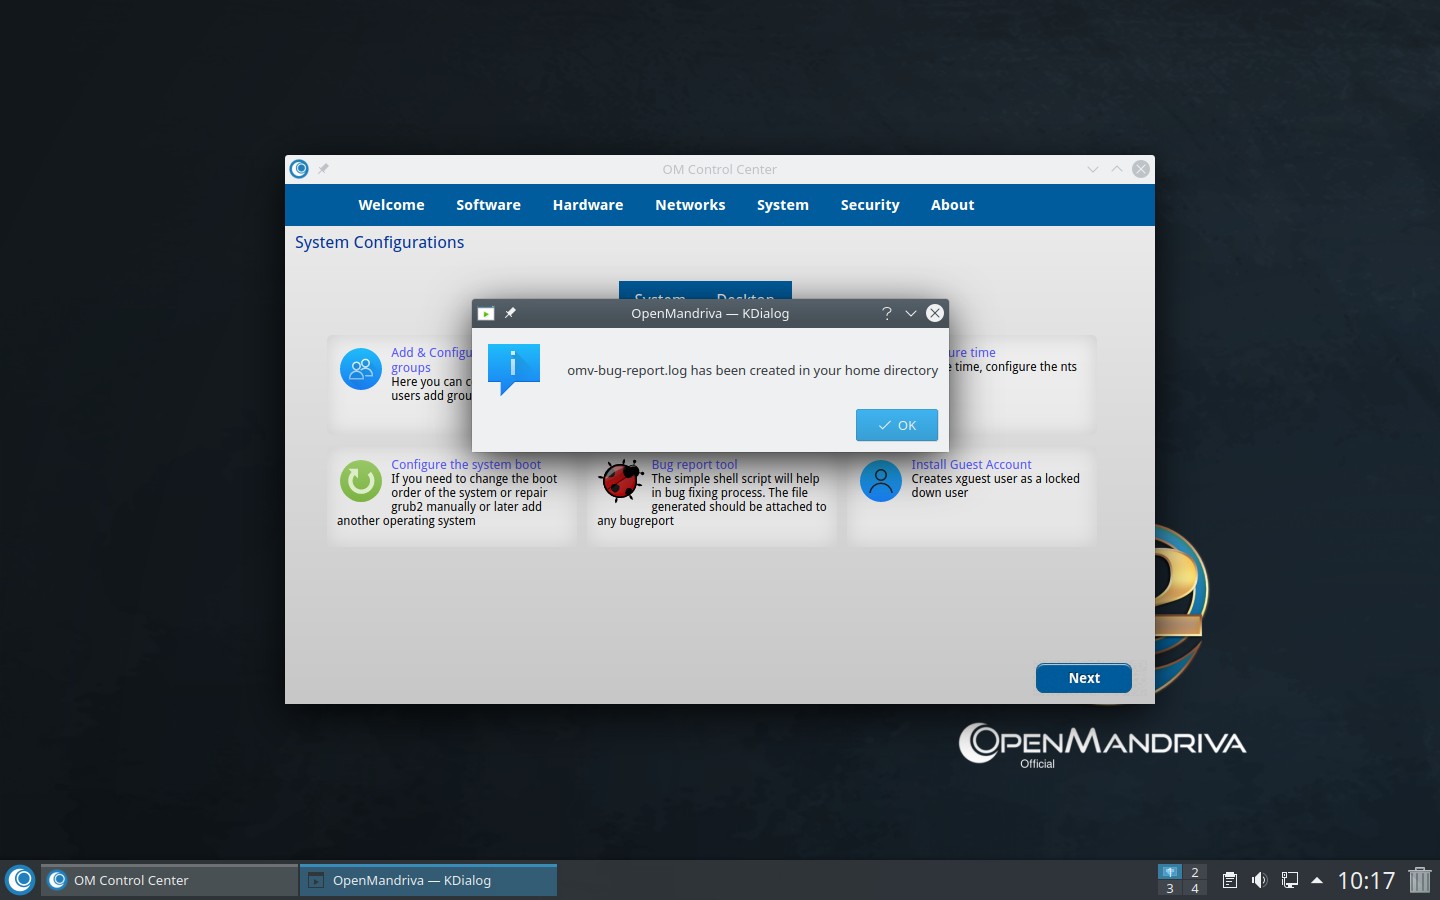 OM Control Center
Welcome Software Hardware Networks System Security About
System Configurations
System Desktop
OpenMandriva — KDialog
omv-bug-report.log has been created in your home directory
OK
Add & Configu
groups
Here you can c
users add grou
ure time
e time, configure the nts
Configure the system boot
If you need to change the boot
order of the system or repair
grub2 manually or later add
another operating system
Bug report tool
The simple shell script will help
in bug fixing process. The file
generated should be attached to
any bugreport
Install Guest Account
Creates xguest user as a locked
down user
Next
2
OPENMANDRIVA
Official
OM Control Center
OpenMandriva — KDialog
1 2
3 4
10:17